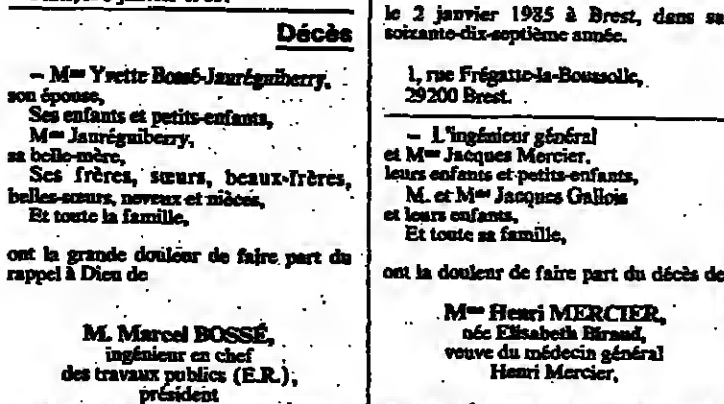 Décès
– Mme Yvette Bossé-Jauréguiberry,
son épouse,
Ses enfants et petits-enfants,
Mme Jauréguiberry,
sa belle-mère,
Ses frères, sœurs, beaux-frères,
belles-sœurs, neveux et nièces,
Et toute la famille,
ont la grande douleur de faire part du
rappel à Dieu de
M. Marcel BOSSÉ,
ingénieur en chef
des travaux publics (E.R.),
président
le 2 janvier 1985 à Brest, dans sa
soixante-dix-septième année.
1, rue Frégate-la-Boussole,
29200 Brest.
– L'ingénieur général
et Mme Jacques Mercier,
leurs enfants et petits-enfants,
M. et Mme Jacques Gallois
et leurs enfants,
Et toute sa famille,
ont la douleur de faire part du décès de
Mme Henri MERCIER,
née Elisabeth Biraud,
veuve du médecin général
Henri Mercier,